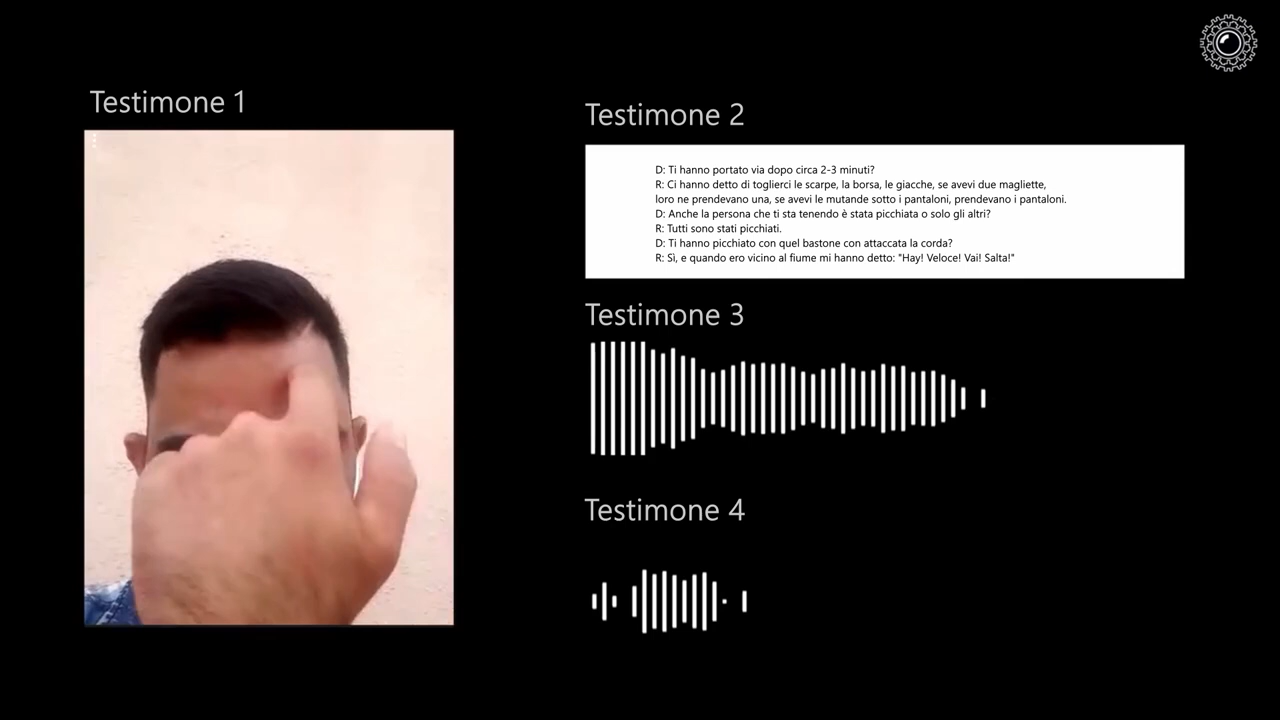 Testimone 1
Testimone 2
D: Ti hanno portato via dopo circa 2-3 minuti?
R: Ci hanno detto di toglierci le scarpe, la borsa, le giacche, se avevi due magliette,
loro ne prendevano una, se avevi le mutande sotto i pantaloni, prendevano i pantaloni.
D: Anche la persona che ti sta tenendo è stata picchiata o solo gli altri?
R: Tutti sono stati picchiati.
D: Ti hanno picchiato con quel bastone con attaccata la corda?
R: Sì, e quando ero vicino al fiume mi hanno detto: "Hay! Veloce! Vai! Salta!"
Testimone 3
Testimone 4